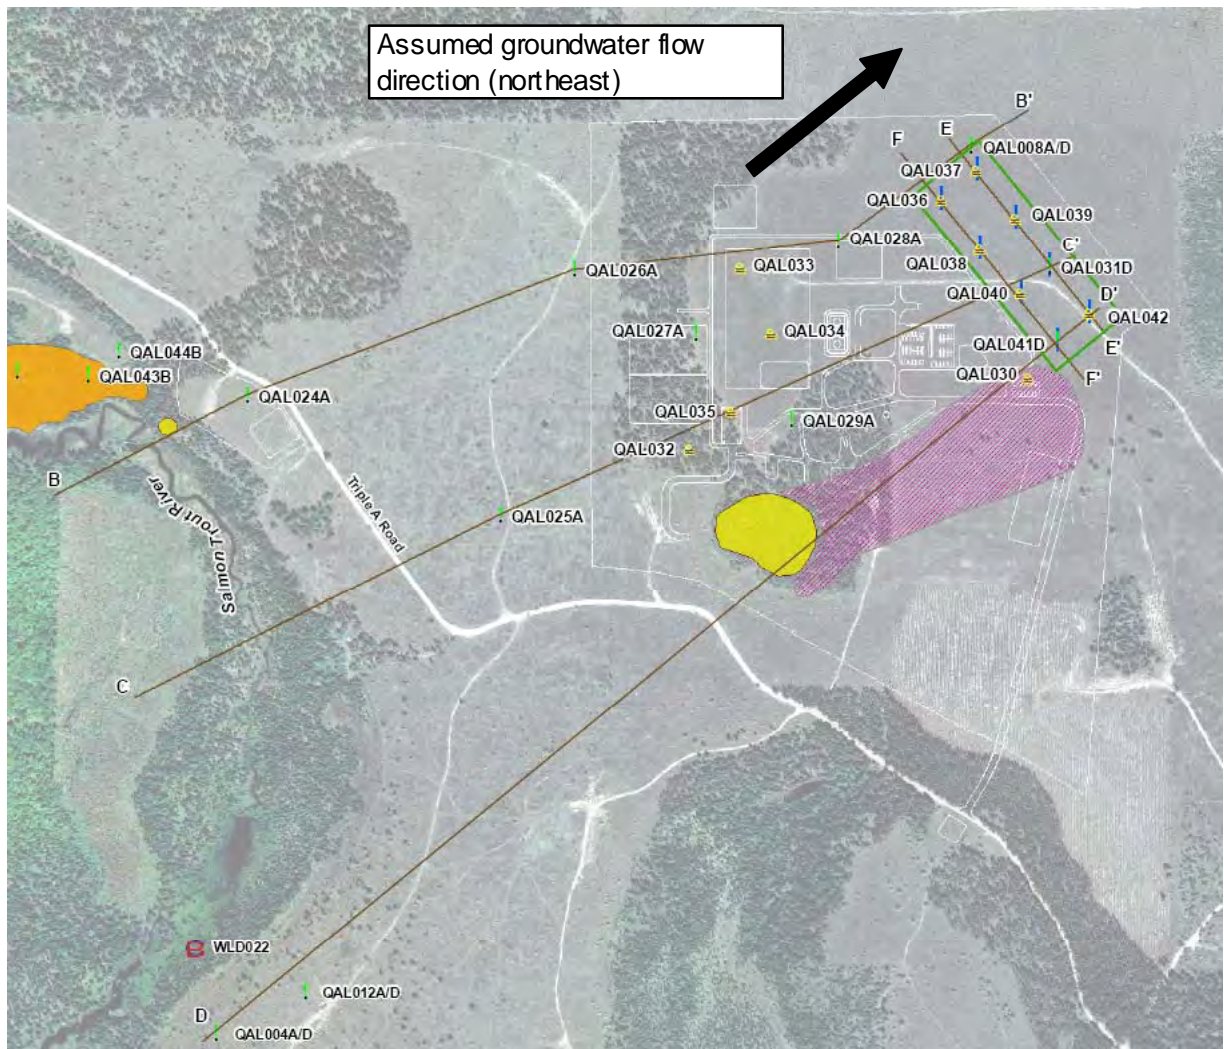 Assumed groundwater flow
direction (northeast)
B'
E
QAL008A/D
F
QAL037
QAL036
QAL039
QAL028A
C'
QAL038
QAL033
QAL026A
QAL031D
QAL040
D'
QAL042
QAL027A
QAL034
QAL041D
E'
QAL044B
QAL043B
QAL030
F'
QAL024A
QAL035
QAL029A
QAL032
B
Triple A Road
Salmon Trout River
QAL025A
C
WLD022
QAL012A/D
D
QAL004A/D